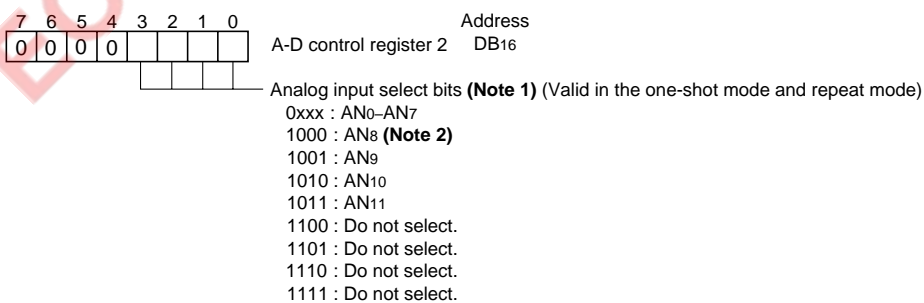 7 6 5 4 3 2 1 0 Address
0 0 0 0 A-D control register 2 DB16
Analog input select bits (Note 1) (Valid in the one-shot mode and repeat mode)
0xxx : AN0–AN7
1000 : AN8 (Note 2)
1001 : AN9
1010 : AN10
1011 : AN11
1100 : Do not select.
1101 : Do not select.
1110 : Do not select.
1111 : Do not select.